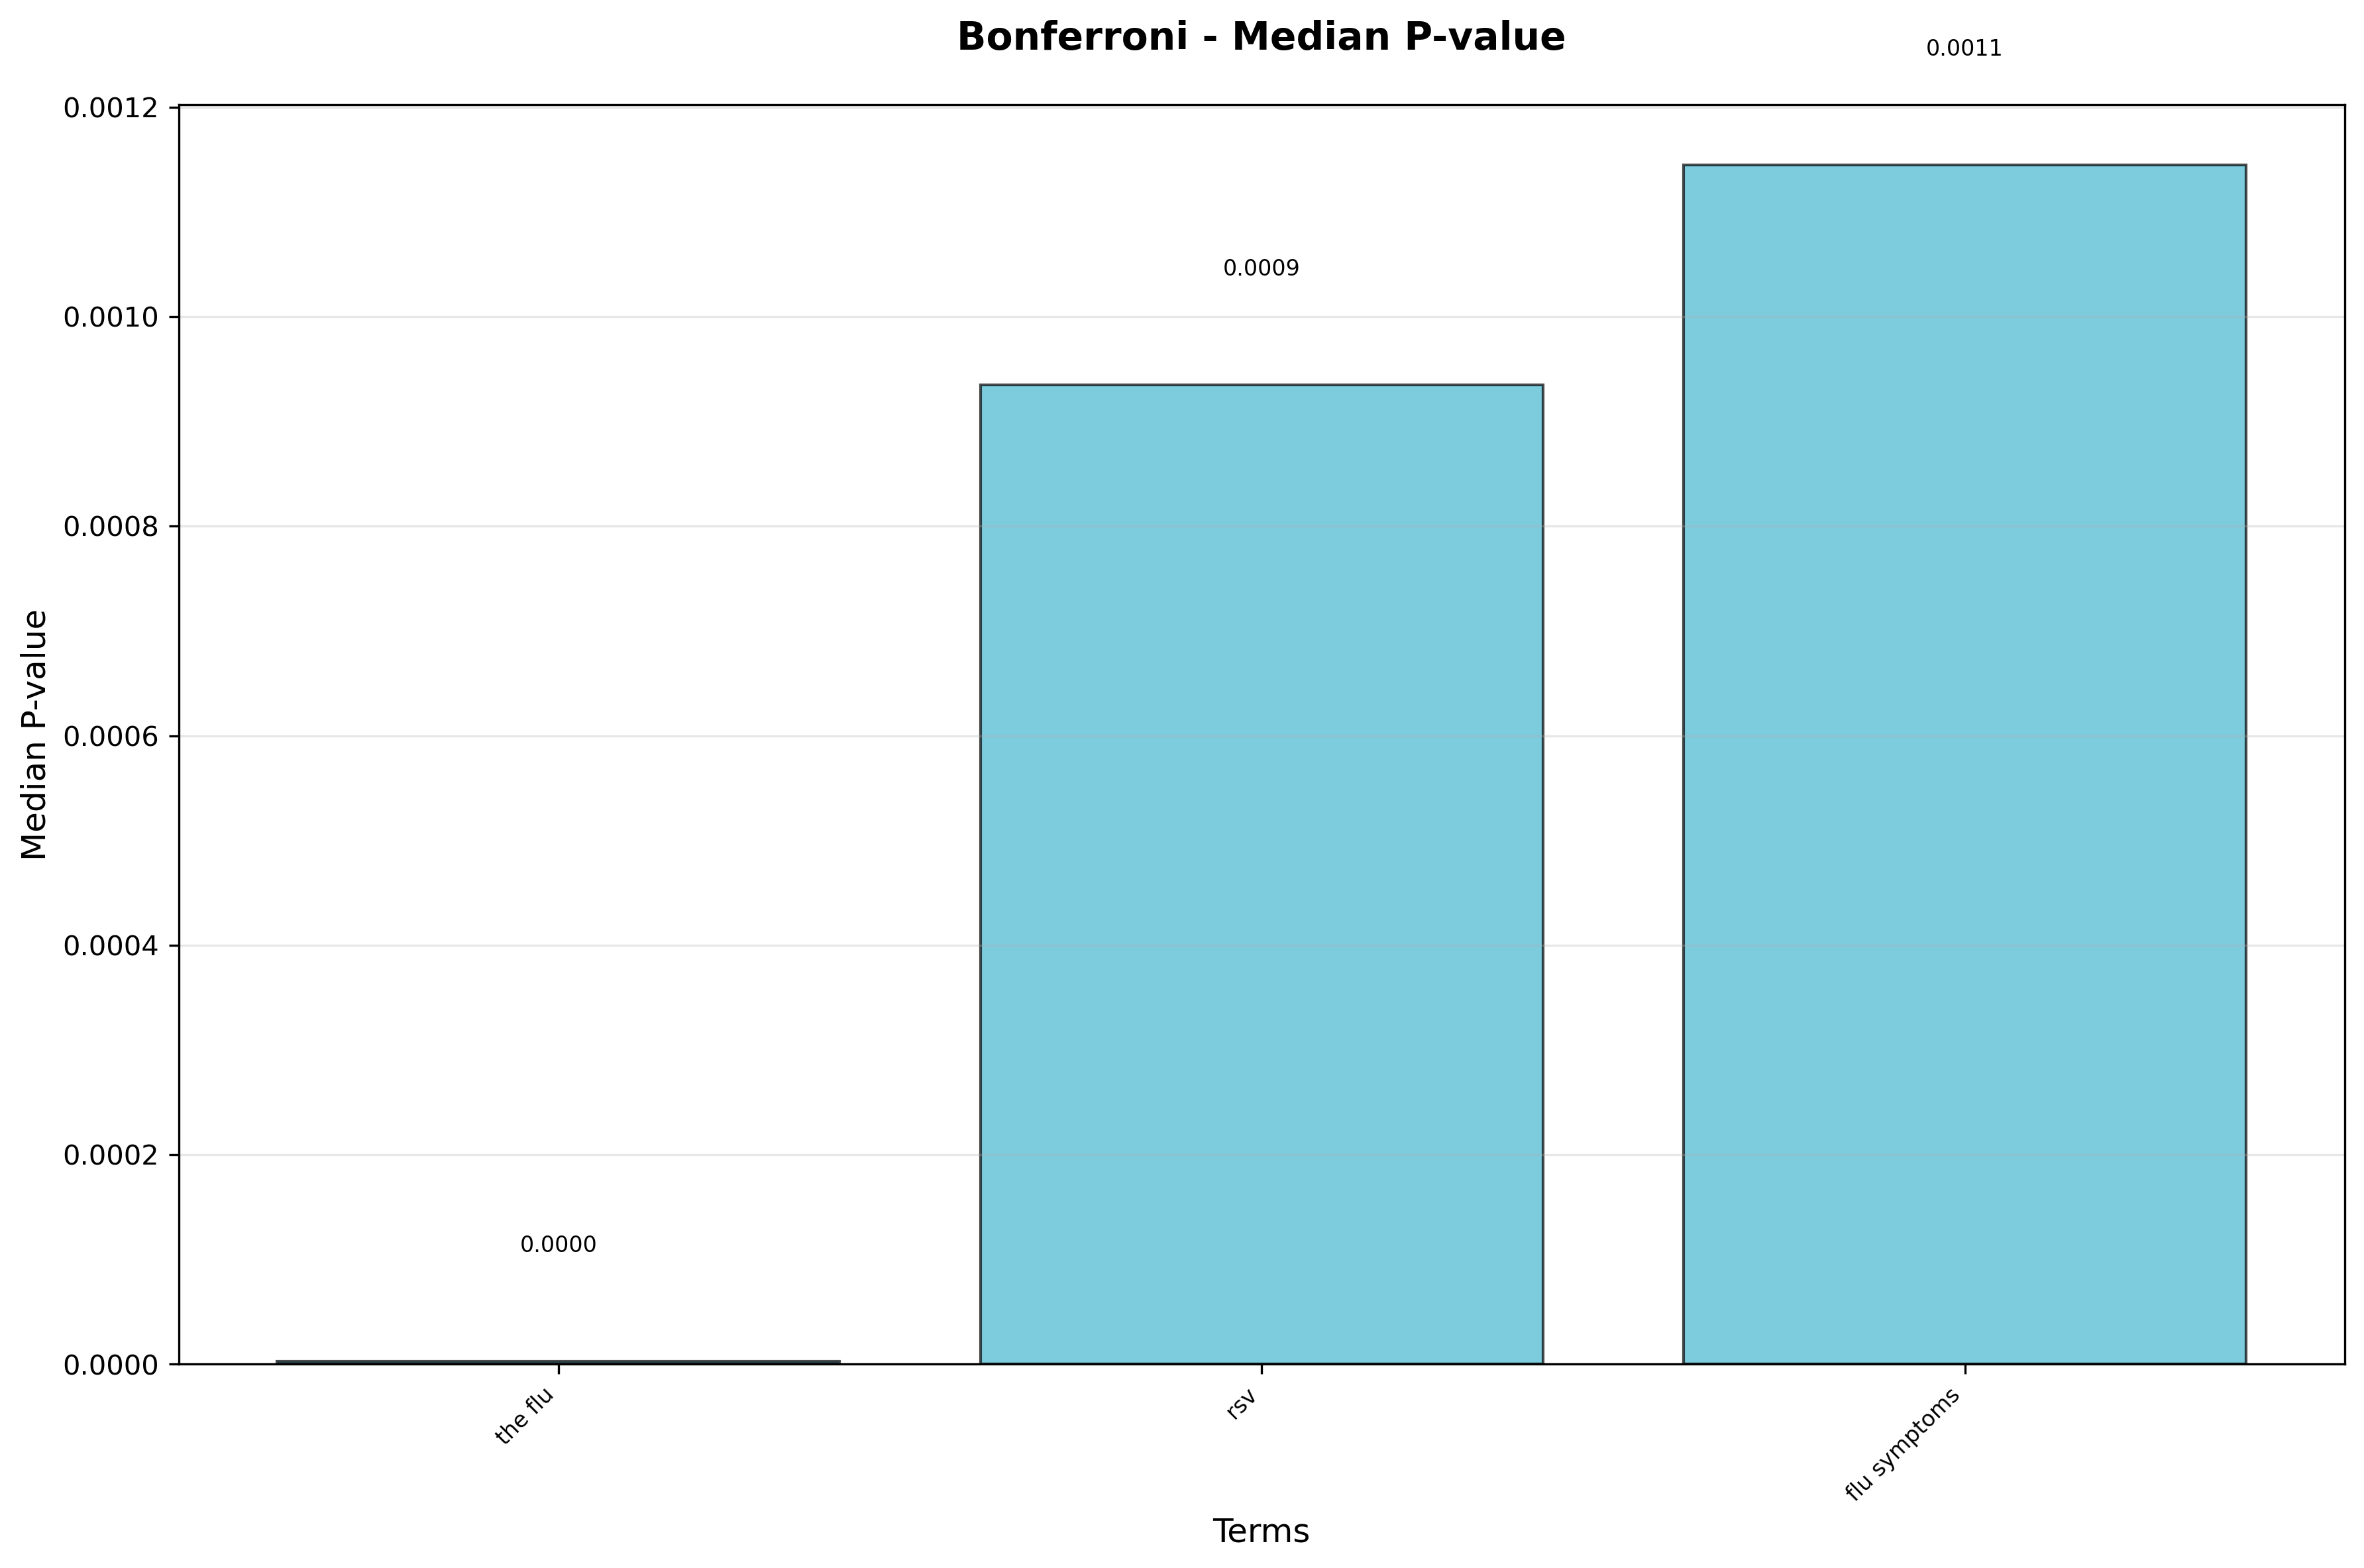 Bonferroni - Median P-value
0.0011
0.0012
0.0009
0.0010
0.0008
Median P-value
0.0006
0.0004
0.0000
0.0002
0.0000
the flu
rsv
flu symptoms
Terms